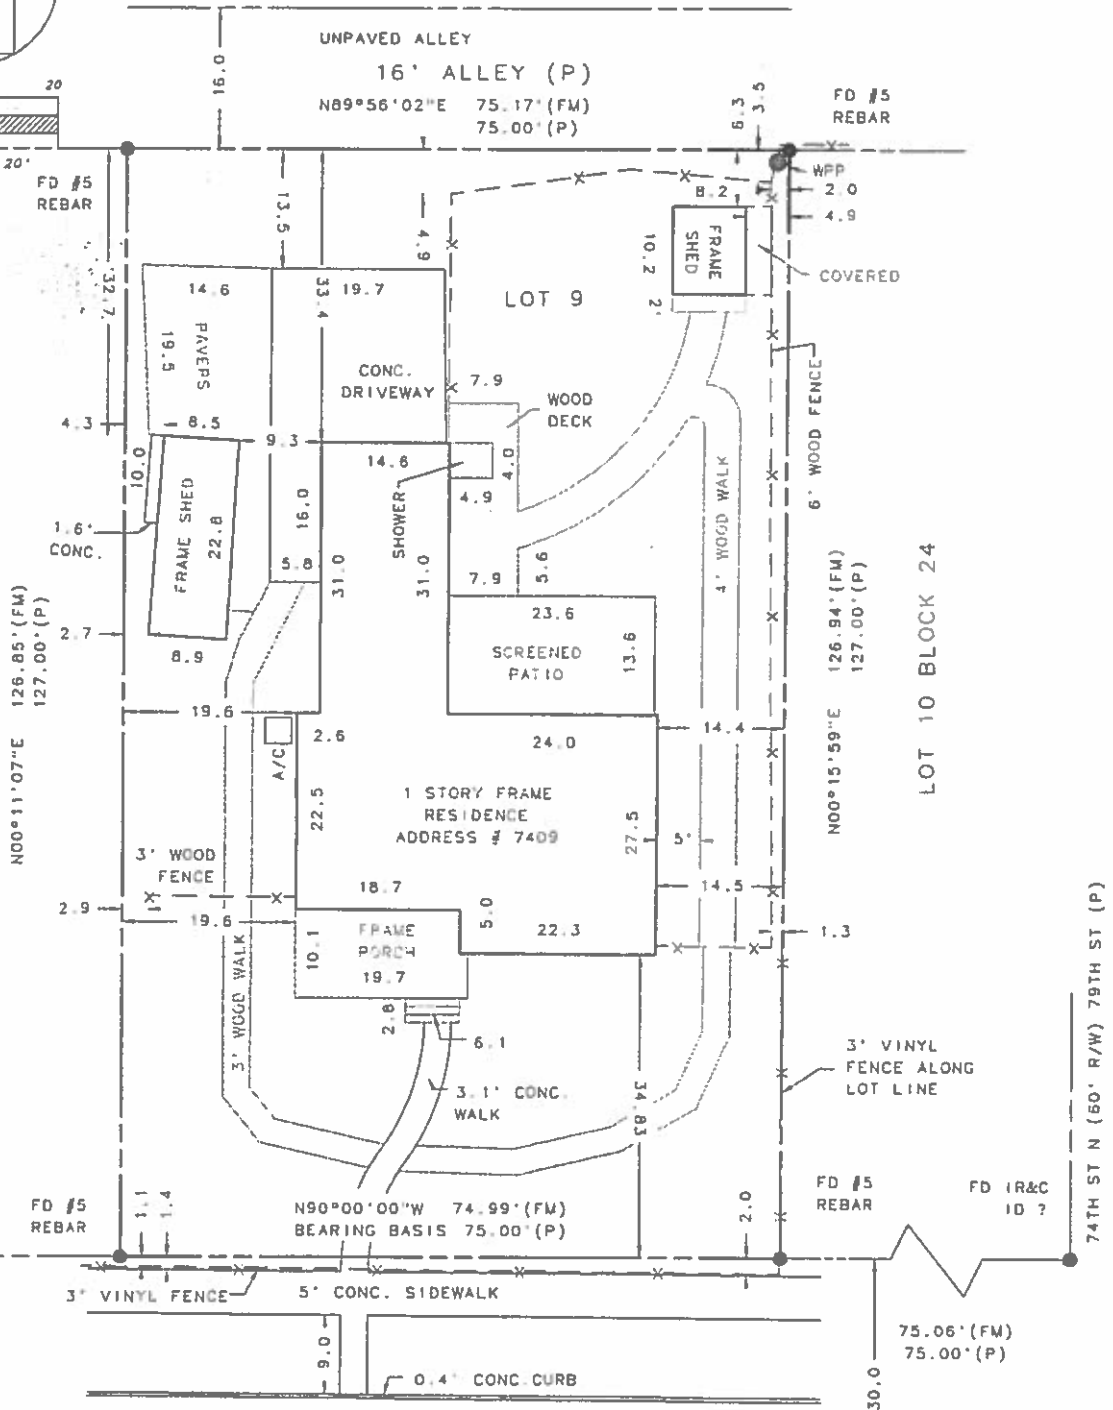 UNPAVED ALLEY
16' ALLEY (P)
N89°56'02"E 75.17'(FM)
75.00'(P)
16.0
20
20'
6.3
3.5
FD #5
REBAR
FD #5
REBAR
WPP
2.0
4.9
8.2
10.2
FRAME
SHED
2'
COVERED
13.5
4.9
32.7
33.4
14.6
19.7
LOT 9
19.5
PAVERS
CONC.
DRIVEWAY
7.9
WOOD
DECK
6' WOOD FENCE
4.3
8.5
9.3
14.6
4.0
10.0
4.9
SHOWER
16.0
FRAME SHED
22.8
1.6'
CONC.
5.8
31.0
31.0
7.9
5.6
4' WOOD WALK
2.7
8.9
23.6
SCREENED
PATIO
13.6
N00°11'07"E 126.85'(FM)
127.00'(P)
N00°15'59"E 126.94'(FM)
127.00'(P)
LOT 10 BLOCK 24
19.6
14.4
2.6
24.0
A/C
22.5
1 STORY FRAME
RESIDENCE
ADDRESS # 7409
27.5
5'
3' WOOD
FENCE
18.7
14.5
2.9
19.6
5.0
22.3
1.3
FRAME
PORCH
10.1
19.7
2.8
6.1
3' WOOD WALK
3.1' CONC.
WALK
34.83
3' VINYL
FENCE ALONG
LOT LINE
74TH ST N (60' R/W) 79TH ST (P)
FD #5
REBAR
1.1
1.4
N90°00'00"W 74.99'(FM)
BEARING BASIS 75.00'(P)
2.0
FD #5
REBAR
FD IR&C
ID ?
3' VINYL FENCE
5' CONC. SIDEWALK
9.0
0.4' CONC.CURB
30.0
75.06'(FM)
75.00'(P)